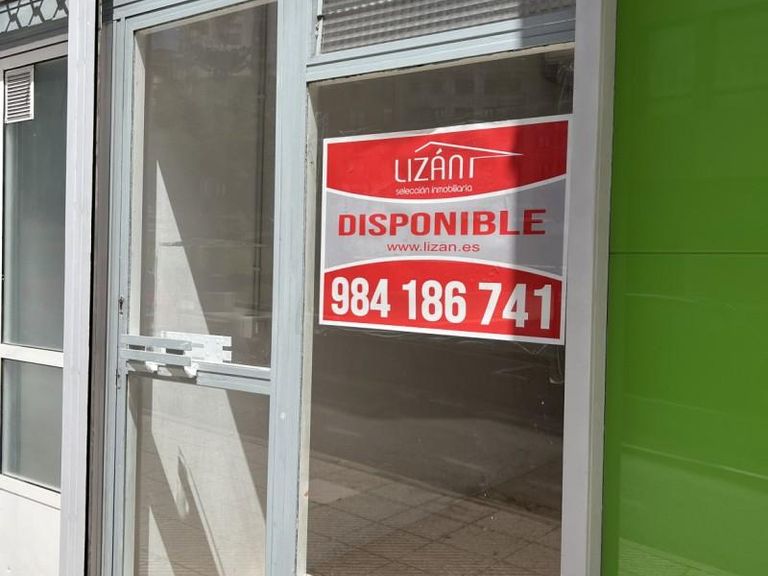 LIZÁN
selección inmobiliaria
DISPONIBLE
www.lizan.es
984 186 741